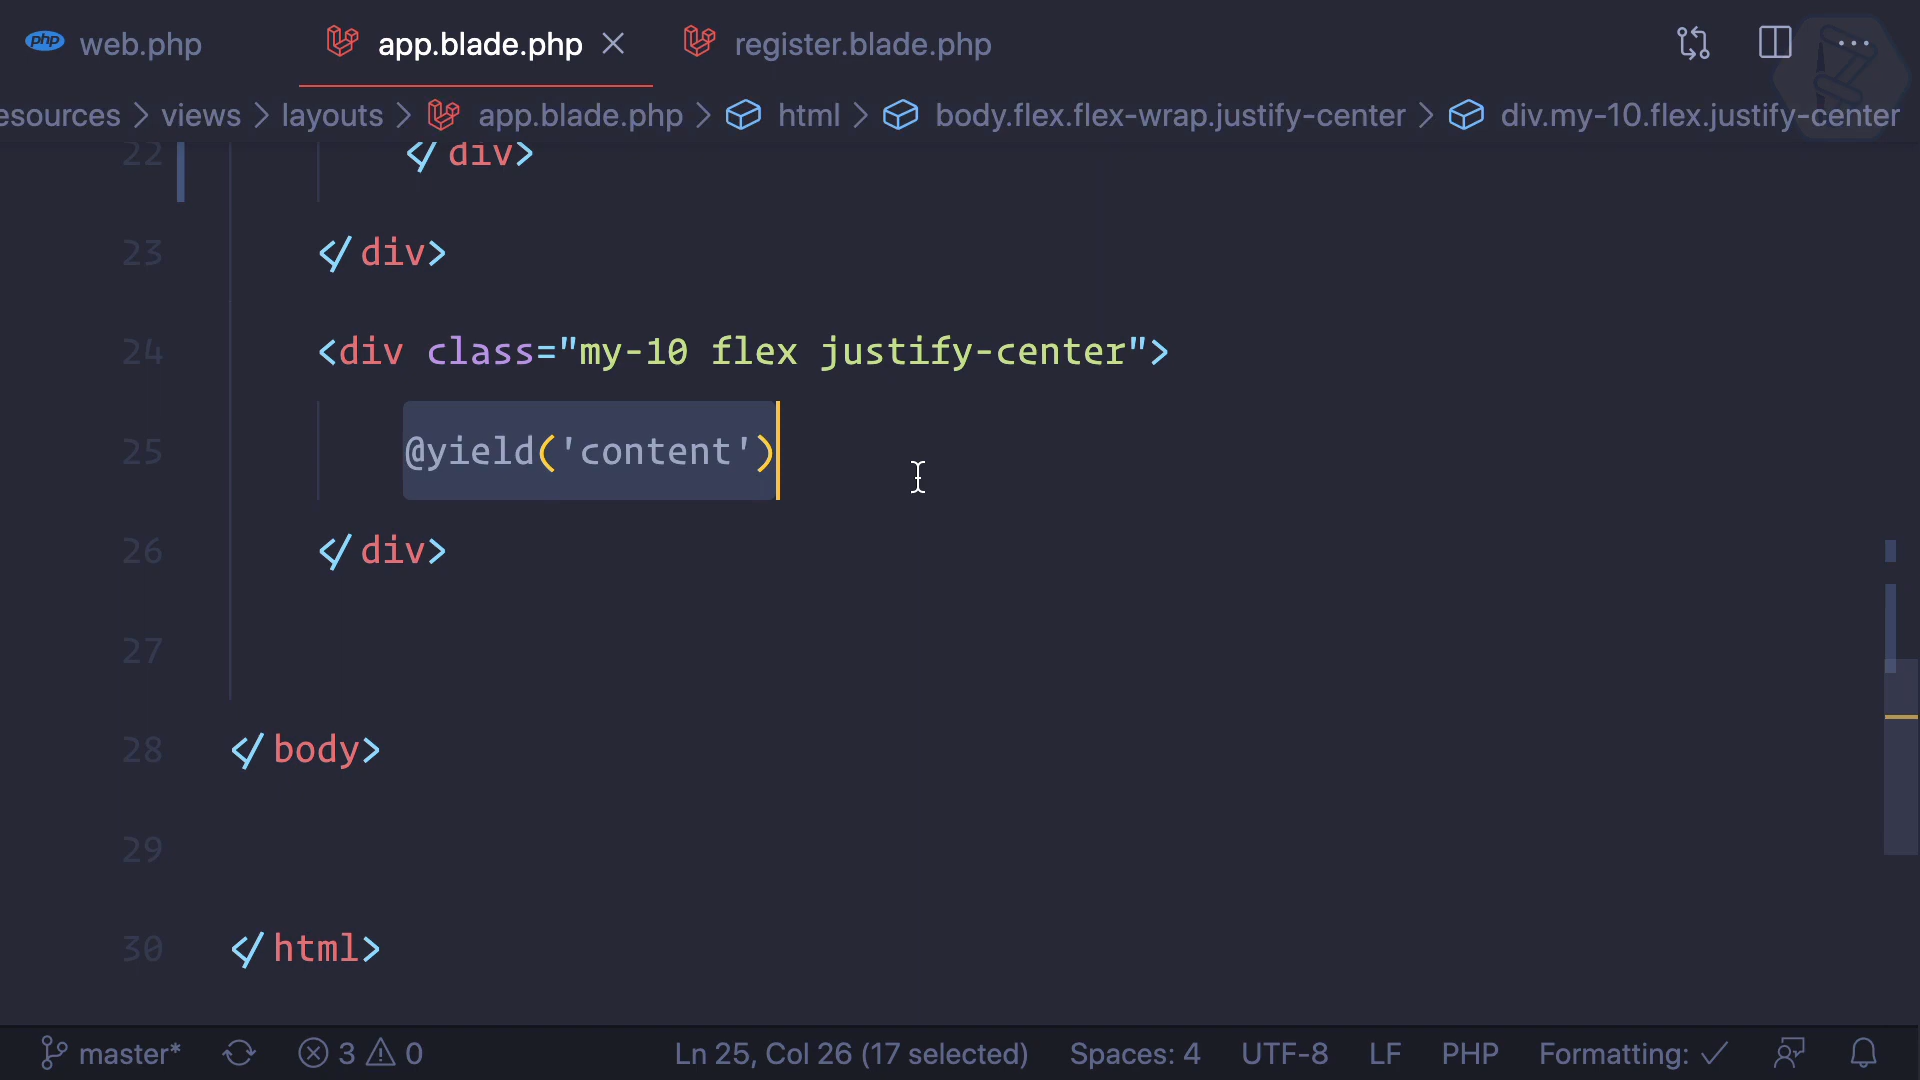 php web.php app.blade.php register.blade.php
esources > views > layouts > app.blade.php > html > body.flex.flex-wrap.justify-center > div.my-10.flex.justify-center
22 </div>
23 </div>
24 <div class="my-10 flex justify-center">
25 @yield('content')
26 </div>
27
28 </body>
29
30 </html>
master* 3 0 Ln 25, Col 26 (17 selected) Spaces: 4 UTF-8 LF PHP Formatting: ✓